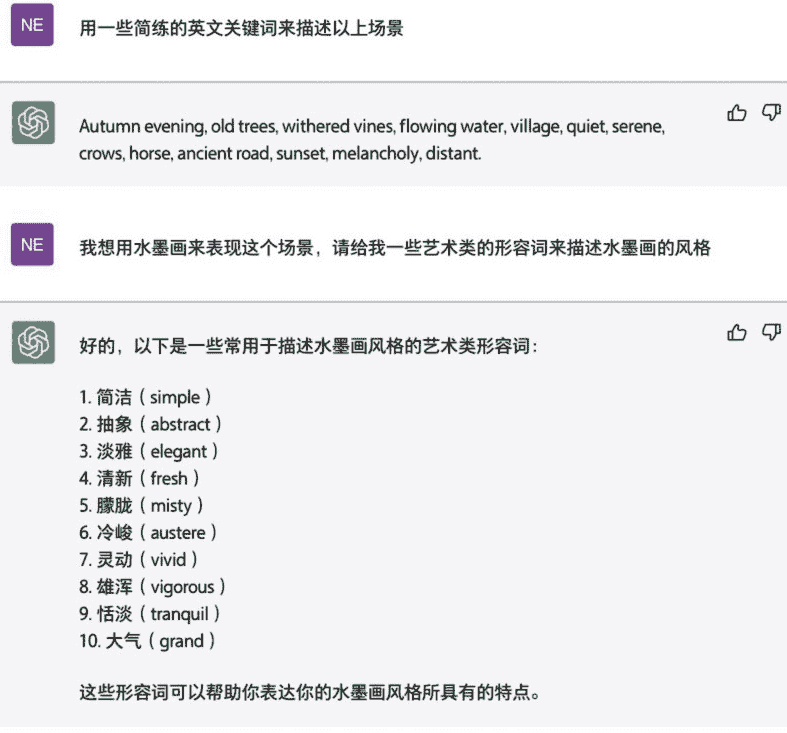 NE
用一些简练的英文关键词来描述以上场景
Autumn evening, old trees, withered vines, flowing water, village, quiet, serene,
crows, horse, ancient road, sunset, melancholy, distant.
NE
我想用水墨画来表现这个场景，请给我一些艺术类的形容词来描述水墨画的风格
好的，以下是一些常用于描述水墨画风格的艺术类形容词：
1. 简洁（simple）
2. 抽象（abstract）
3. 淡雅（elegant）
4. 清新（fresh）
5. 朦胧（misty）
6. 冷峻（austere）
7. 灵动（vivid）
8. 雄浑（vigorous）
9. 恬淡（tranquil）
10. 大气（grand）
这些形容词可以帮助你表达你的水墨画风格所具有的特点。